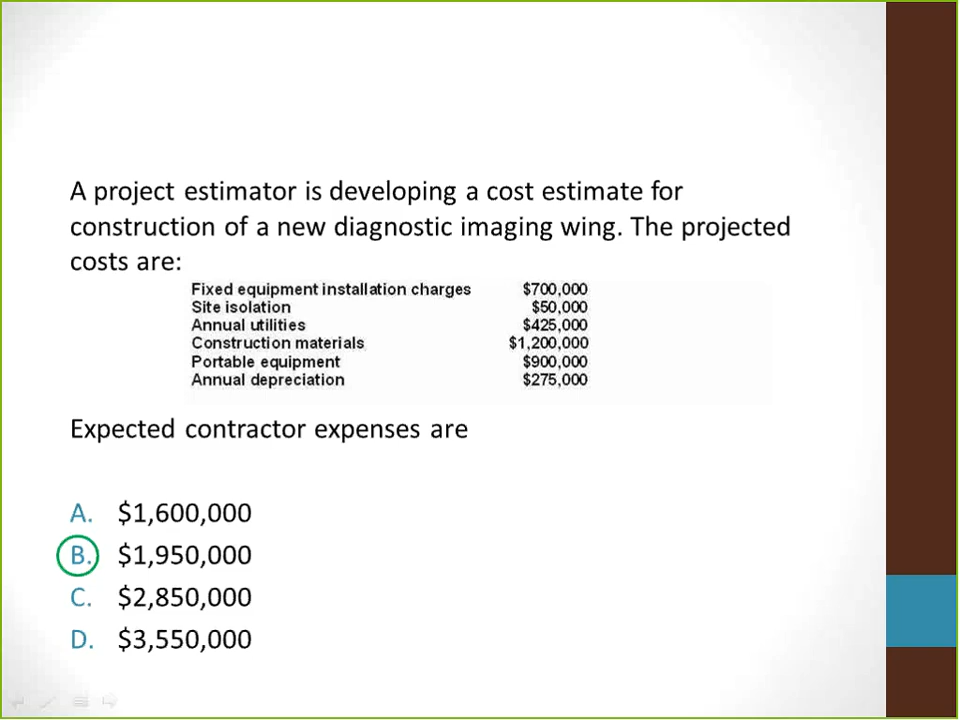 A project estimator is developing a cost estimate for
construction of a new diagnostic imaging wing. The projected
costs are:
Fixed equipment installation charges $700,000
Site isolation $50,000
Annual utilities $425,000
Construction materials $1,200,000
Portable equipment $900,000
Annual depreciation $275,000
Expected contractor expenses are
A. $1,600,000
B. $1,950,000
C. $2,850,000
D. $3,550,000